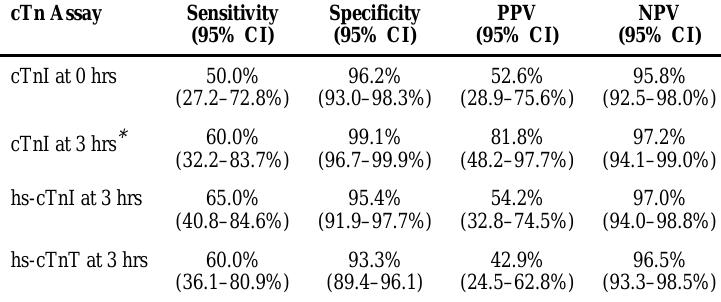 cTn Assay Sensitivity Specificity PPV NPV
(95% CI) (95% CI) (95% CI) (95% CI)
cTnI at 0 hrs 50.0% 96.2% 52.6% 95.8%
(27.2–72.8%) (93.0–98.3%) (28.9–75.6%) (92.5–98.0%)
cTnI at 3 hrs* 60.0% 99.1% 81.8% 97.2%
(32.2–83.7%) (96.7–99.9%) (48.2–97.7%) (94.1–99.0%)
hs-cTnI at 3 hrs 65.0% 95.4% 54.2% 97.0%
(40.8–84.6%) (91.9–97.7%) (32.8–74.5%) (94.0–98.8%)
hs-cTnT at 3 hrs 60.0% 93.3% 42.9% 96.5%
(36.1–80.9%) (89.4–96.1) (24.5–62.8%) (93.3–98.5%)